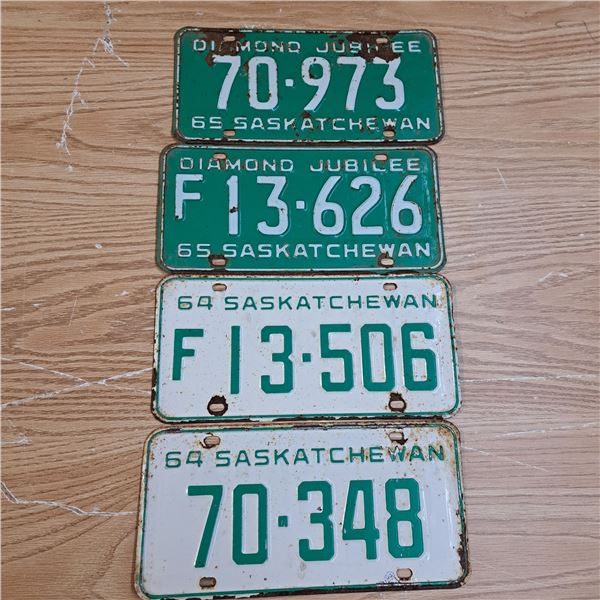 DIAMOND JUBILEE
70·973
65 SASKATCHEWAN
DIAMOND JUBILEE
F 13·626
65 SASKATCHEWAN
64 SASKATCHEWAN
F 13·506
64 SASKATCHEWAN
70·348